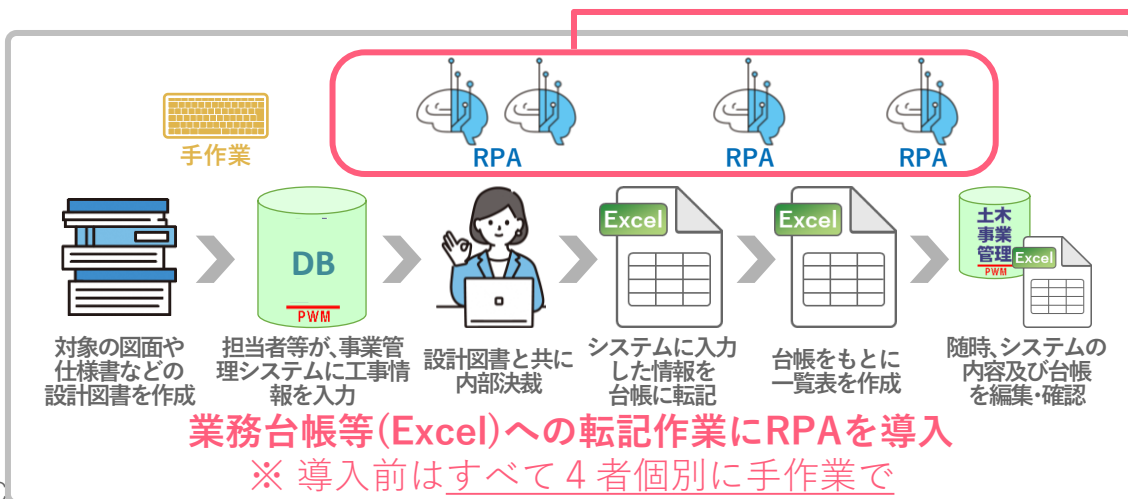 手作業
RPA
RPA
RPA
DB
PWM
Excel
Excel
土木
事業
管理
PWM
Excel
対象の図面や
仕様書などの
設計図書を作成
担当者等が、事業管
理システムに工事情
報を入力
設計図書と共に
内部決裁
システムに入力
した情報を
台帳に転記
台帳をもとに
一覧表を作成
随時、システムの
内容及び台帳
を編集・確認
業務台帳等(Excel)への転記作業にRPAを導入
※ 導入前はすべて4者個別に手作業で